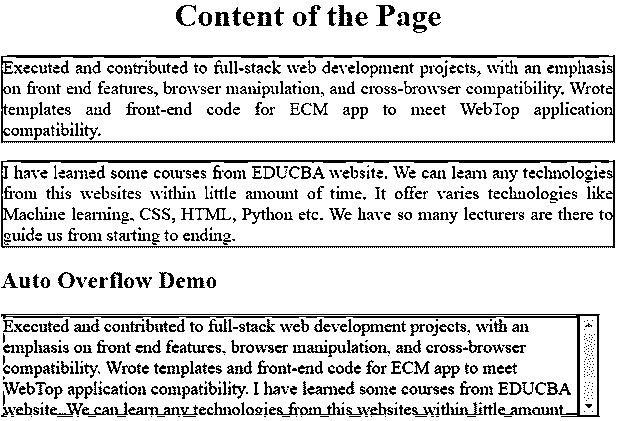 Content of the Page
Executed and contributed to full-stack web development projects, with an emphasis
on front end features, browser manipulation, and cross-browser compatibility. Wrote
templates and front-end code for ECM app to meet WebTop application
compatibility.
I have learned some courses from EDUCBA website. We can learn any technologies
from this websites within little amount of time. It offer varies technologies like
Machine learning, CSS, HTML, Python etc. We have so many lecturers are there to
guide us from starting to ending.
Auto Overflow Demo
Executed and contributed to full-stack web development projects, with an
emphasis on front end features, browser manipulation, and cross-browser
compatibility. Wrote templates and front-end code for ECM app to meet
WebTop application compatibility. I have learned some courses from EDUCBA
website. We can learn any technologies from this websites within little amount